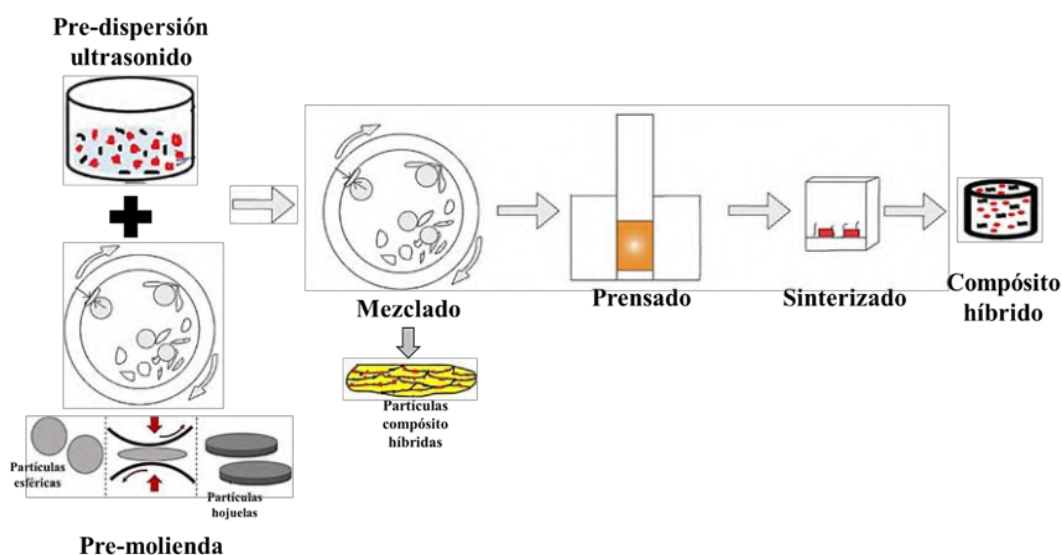 Pre-dispersión
ultrasonido
Mezclado
Prensado
Sinterizado
Compósito
híbrido
Partículas
compósito
híbridas
Partículas
esféricas
Partículas
hojuelas
Pre-molienda